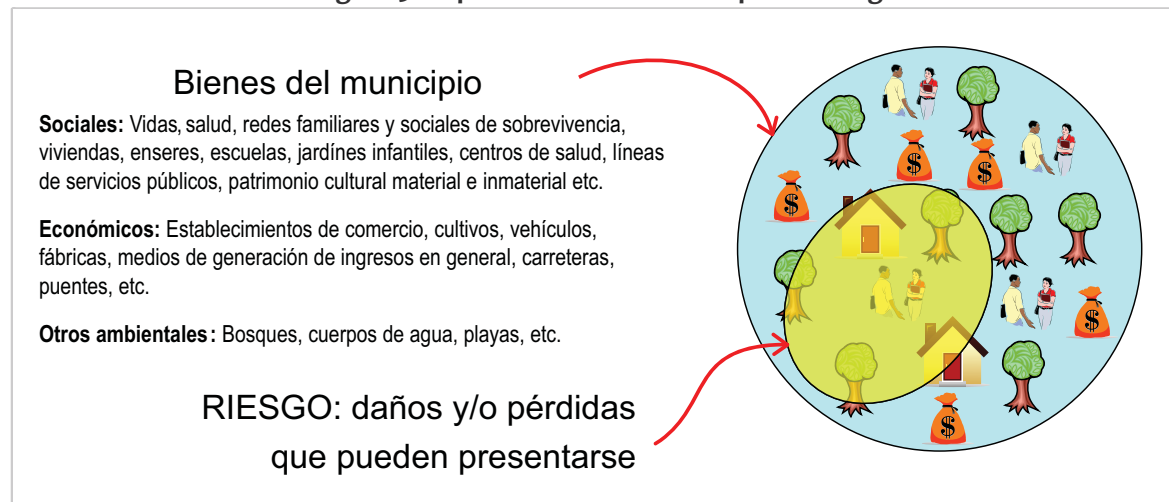 Bienes del municipio
Sociales: Vidas, salud, redes familiares y sociales de sobrevivencia,
viviendas, enseres, escuelas, jardínes infantiles, centros de salud, líneas
de servicios públicos, patrimonio cultural material e inmaterial etc.
Económicos: Establecimientos de comercio, cultivos, vehículos,
fábricas, medios de generación de ingresos en general, carreteras,
puentes, etc.
Otros ambientales: Bosques, cuerpos de agua, playas, etc.
RIESGO: daños y/o pérdidas
que pueden presentarse
$
$
$
$
$